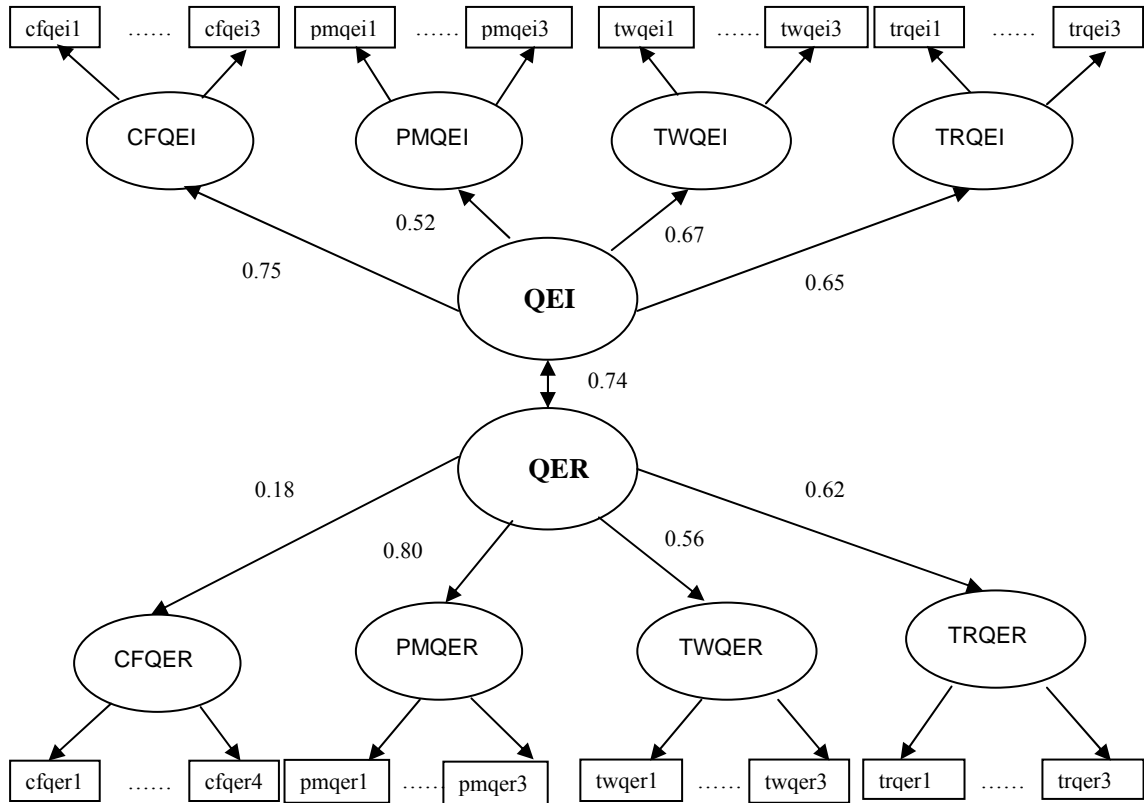 cfqei1 …… cfqei3 pmqei1 …… pmqei3 twqei1 …… twqei3 trqei1 …… trqei3
CFQEI PMQEI TWQEI TRQEI
0.52 0.67
0.75 0.65
QEI
0.74
QER
0.18 0.62
0.80 0.56
CFQER PMQER TWQER TRQER
cfqer1 …… cfqer4 pmqer1 …… pmqer3 twqer1 …… twqer3 trqer1 …… trqer3